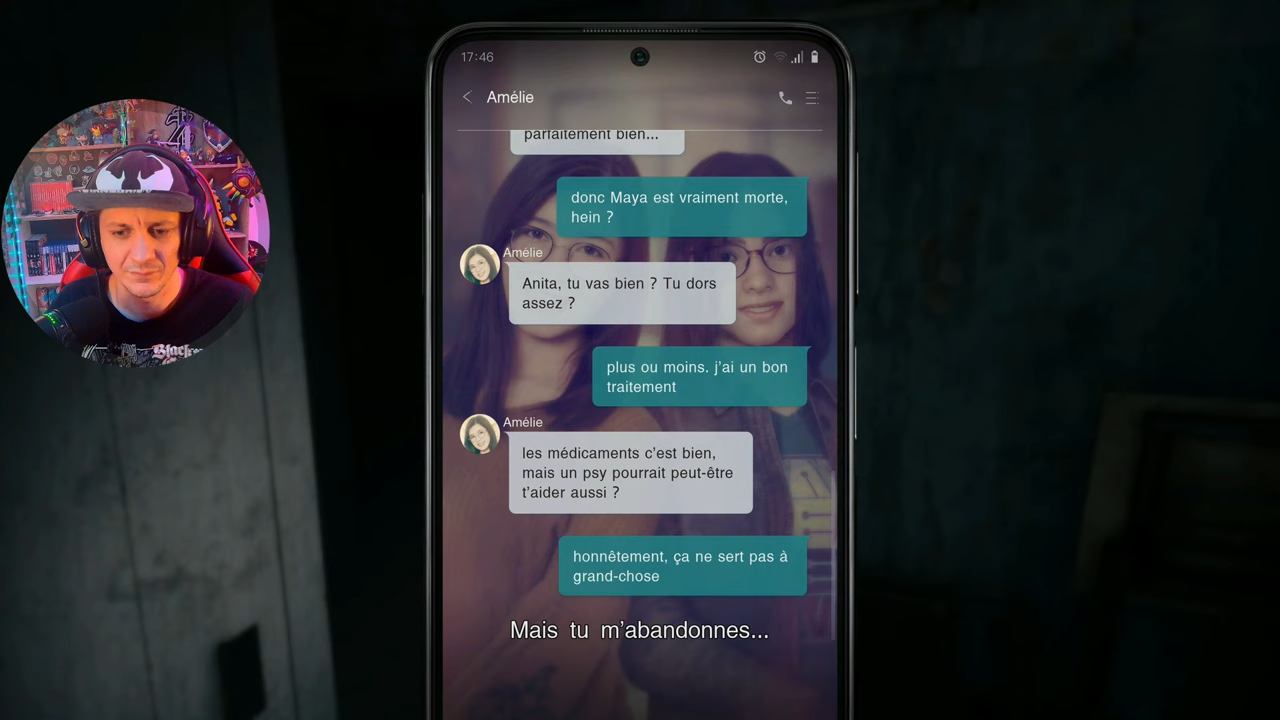 17:46
Amélie
parfaitement bien...
donc Maya est vraiment morte,
hein ?
Amélie
Anita, tu vas bien ? Tu dors
assez ?
plus ou moins. j'ai un bon
traitement
Amélie
les médicaments c'est bien,
mais un psy pourrait peut-être
t'aider aussi ?
honnêtement, ça ne sert pas à
grand-chose
Mais tu m'abandonnes...